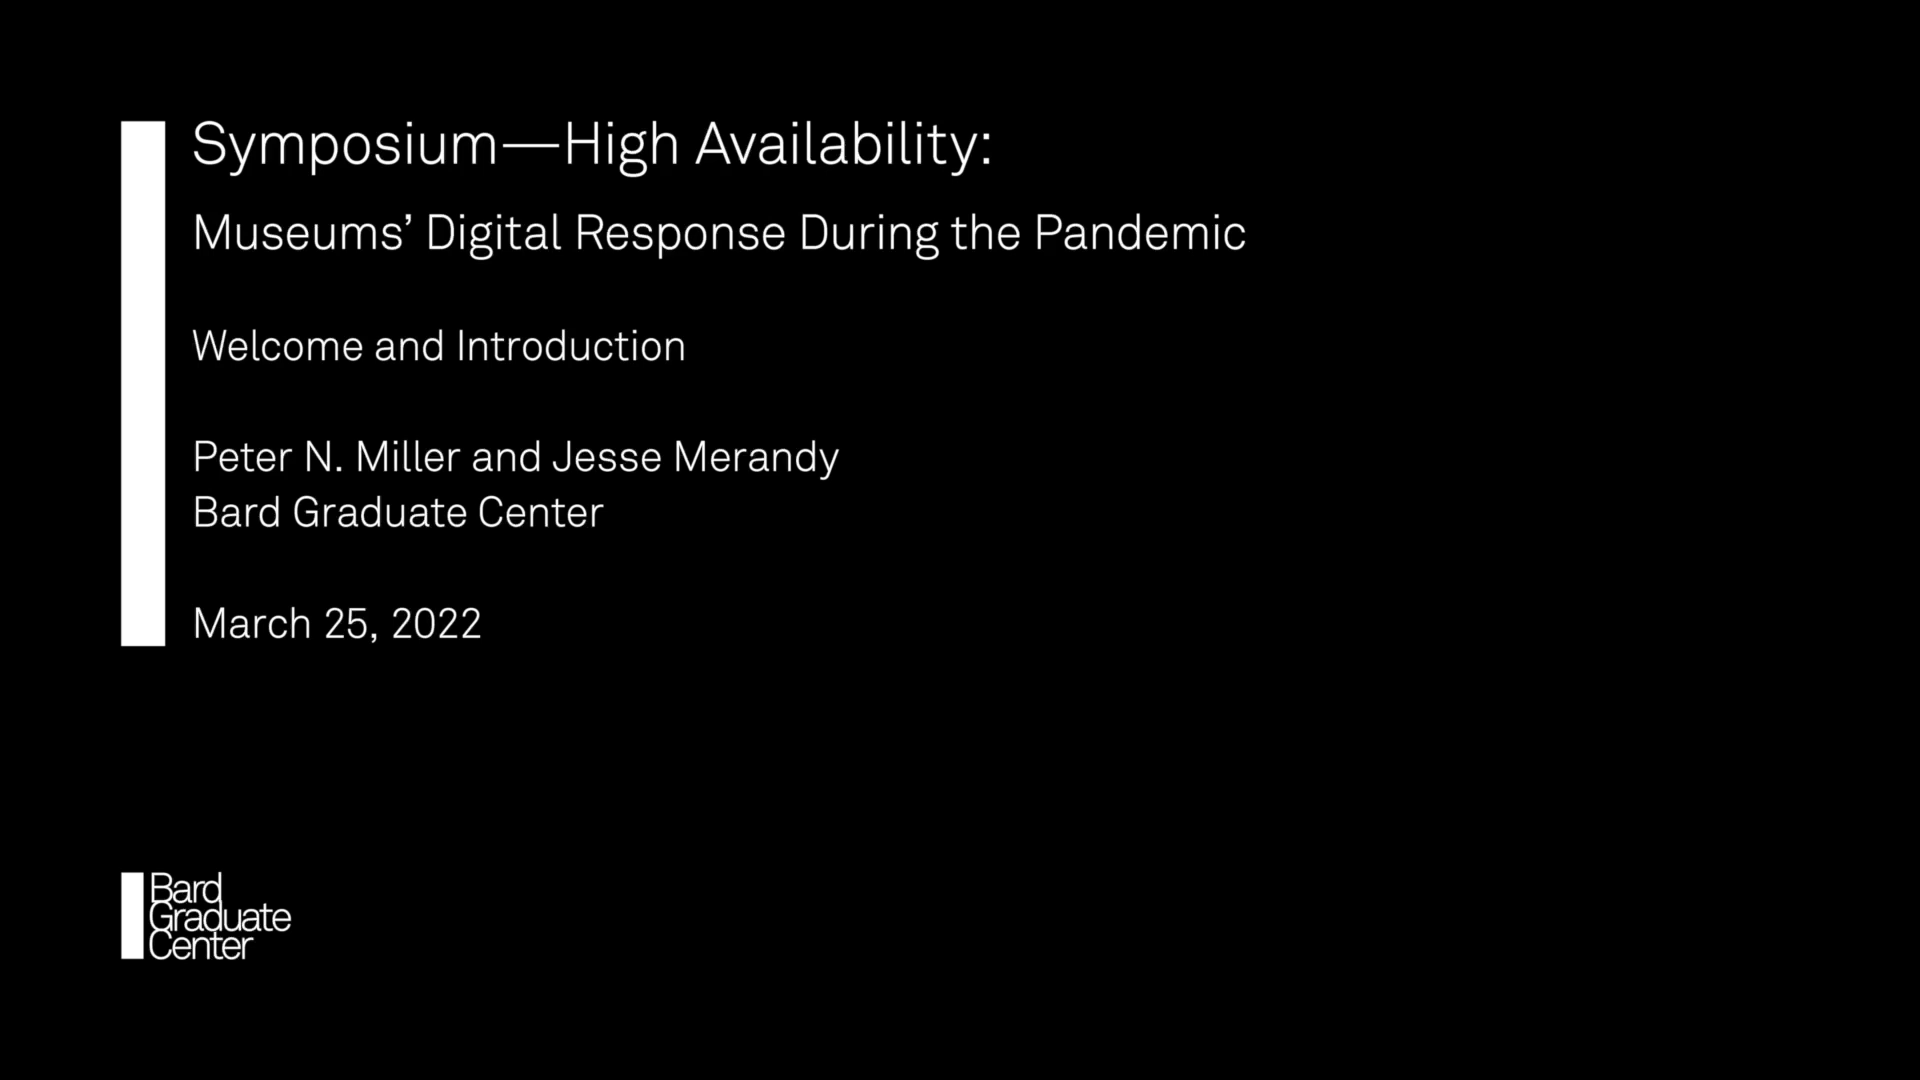 Symposium—High Availability:
Museums’ Digital Response During the Pandemic
Welcome and Introduction
Peter N. Miller and Jesse Merandy
Bard Graduate Center
March 25, 2022
Bard
Graduate
Center